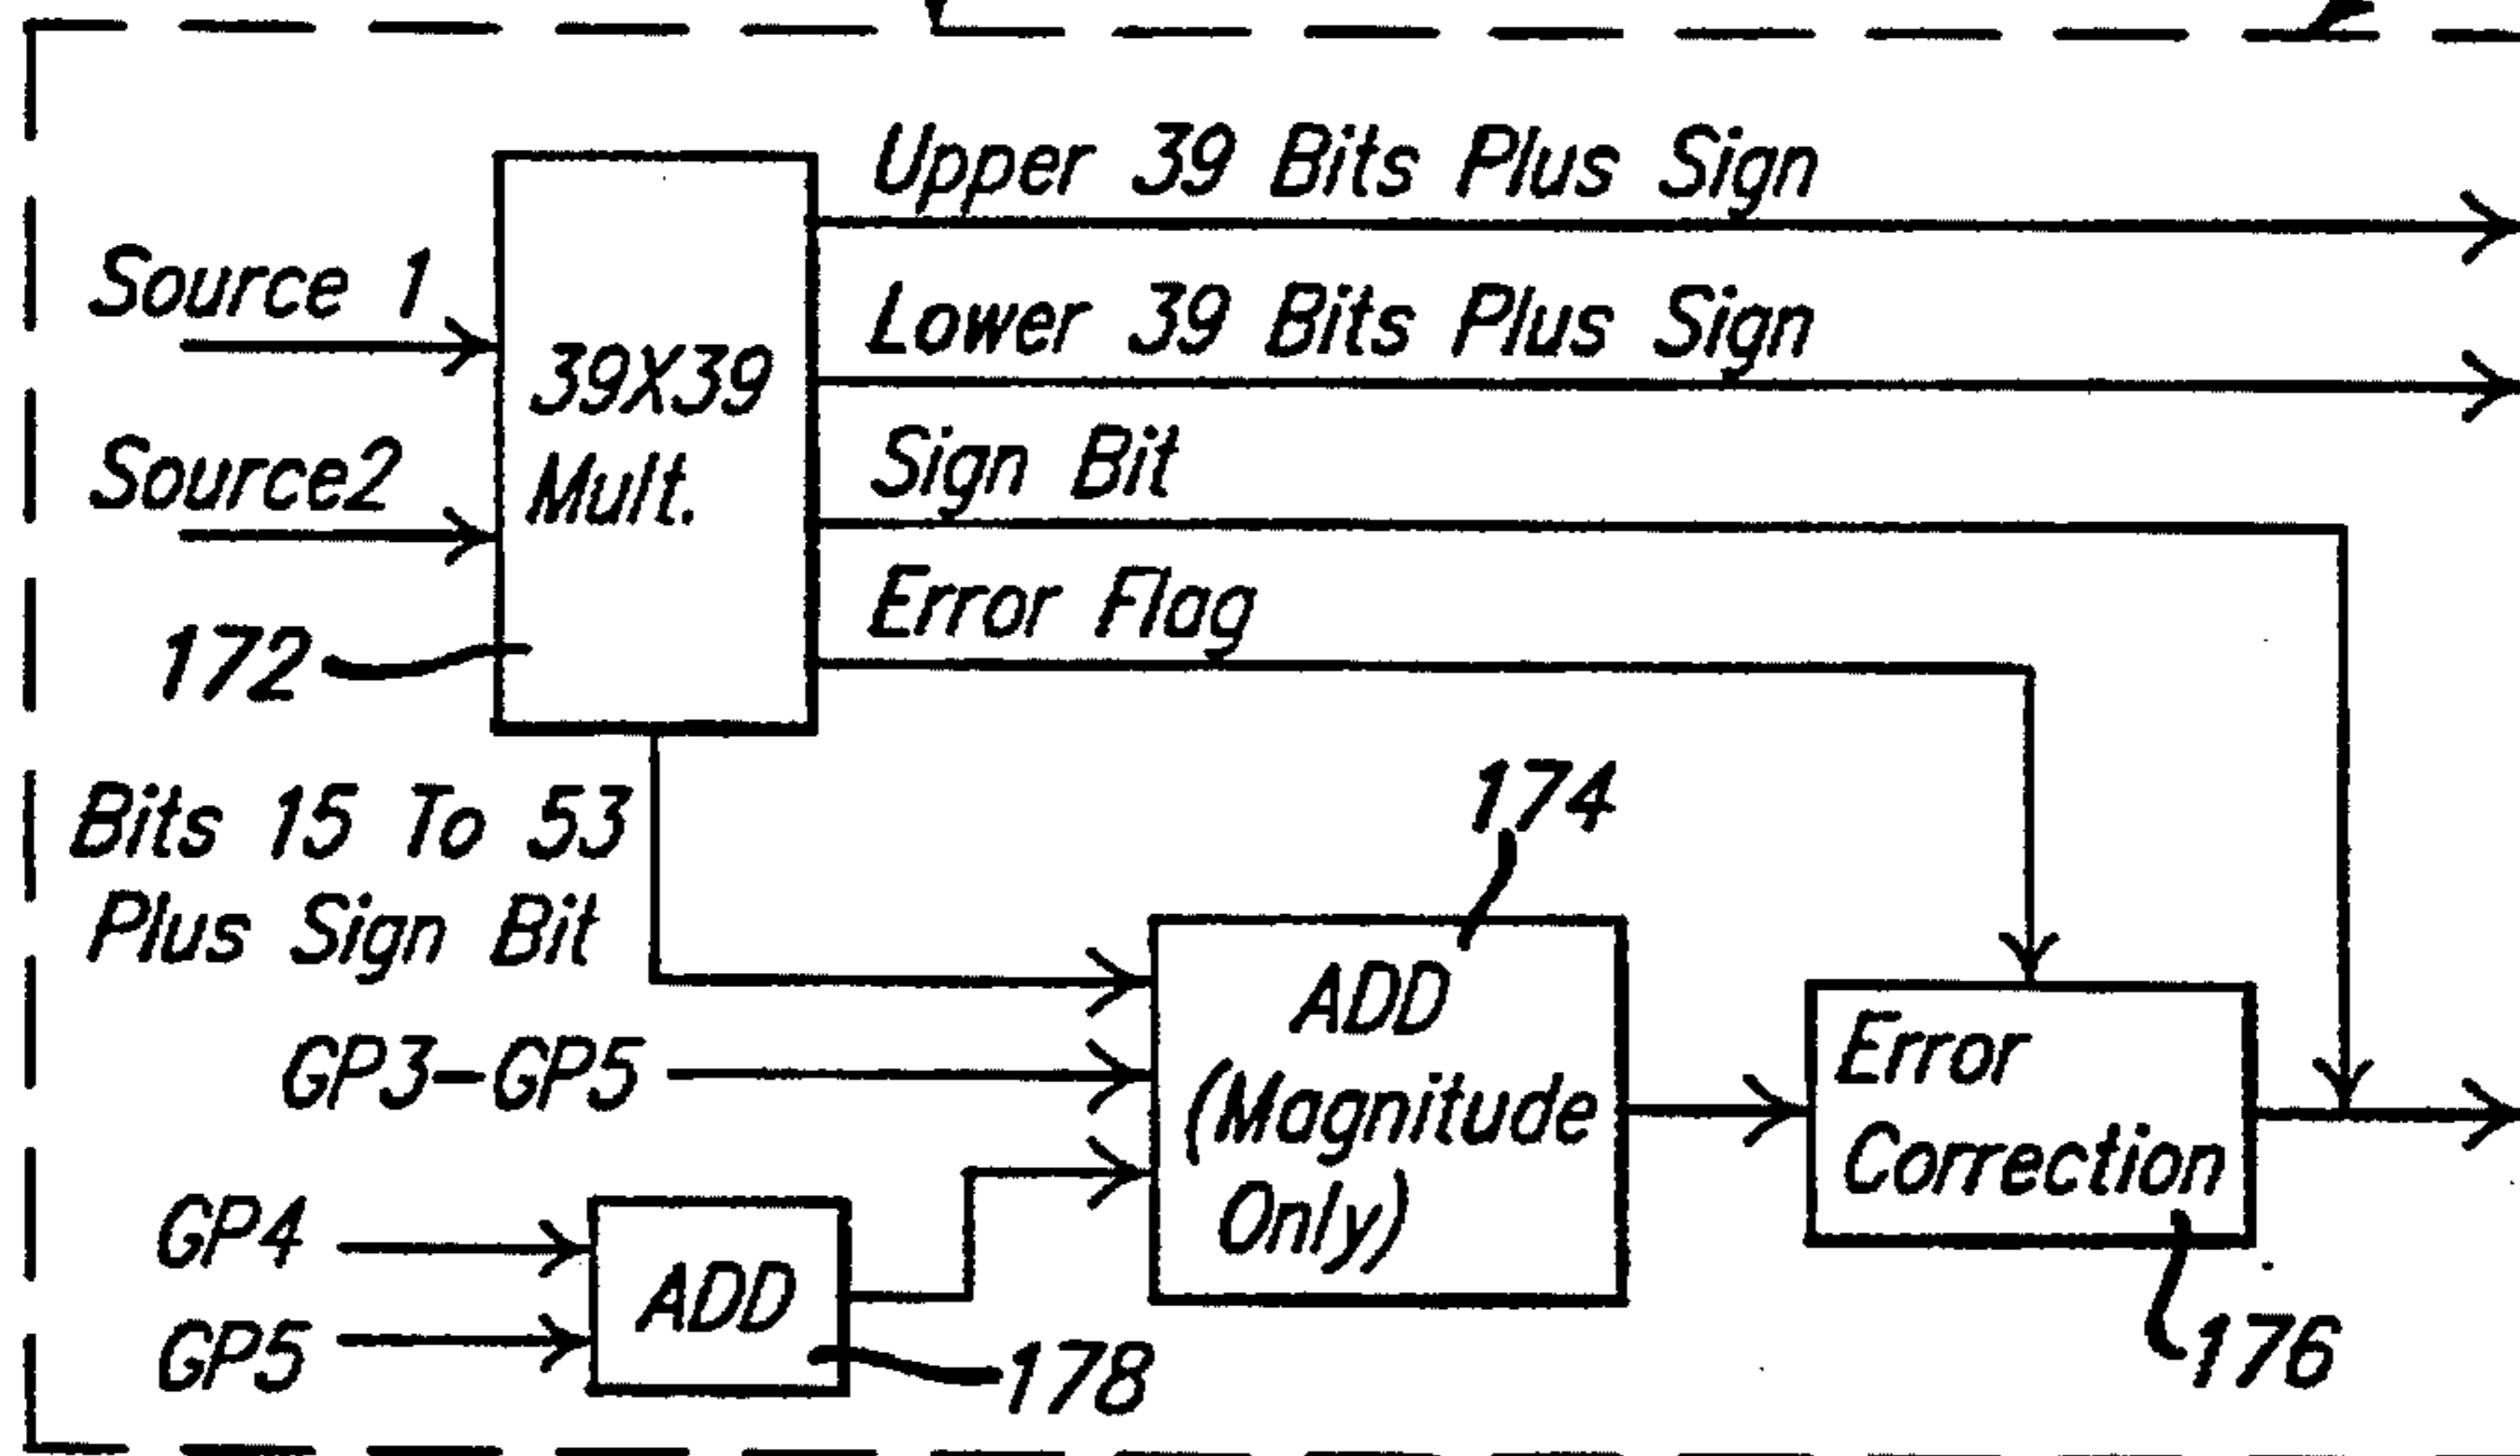 Upper 39 Bits Plus Sign
Source 1
Lower 39 Bits Plus Sign
39X39
Mult.
Source2
Sign Bit
Error Flag
172
174
Bits 15 To 53
Plus Sign Bit
ADD
(Magnitude
Only)
GP3-GP5
Error
Correction
GP4
GP5
ADD
178
176